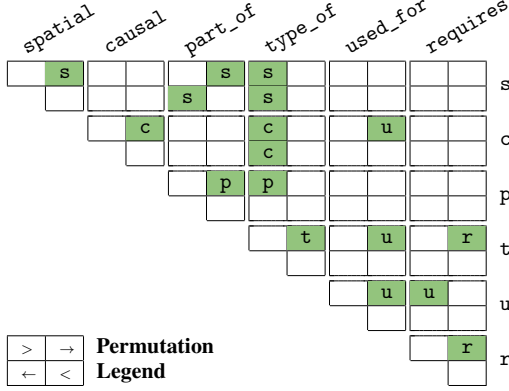 spatial causal part_of type_of used_for requires
s s s s
s s
c c u c
c
p p p
t u r t
u u u
r r
> → Permutation
← < Legend